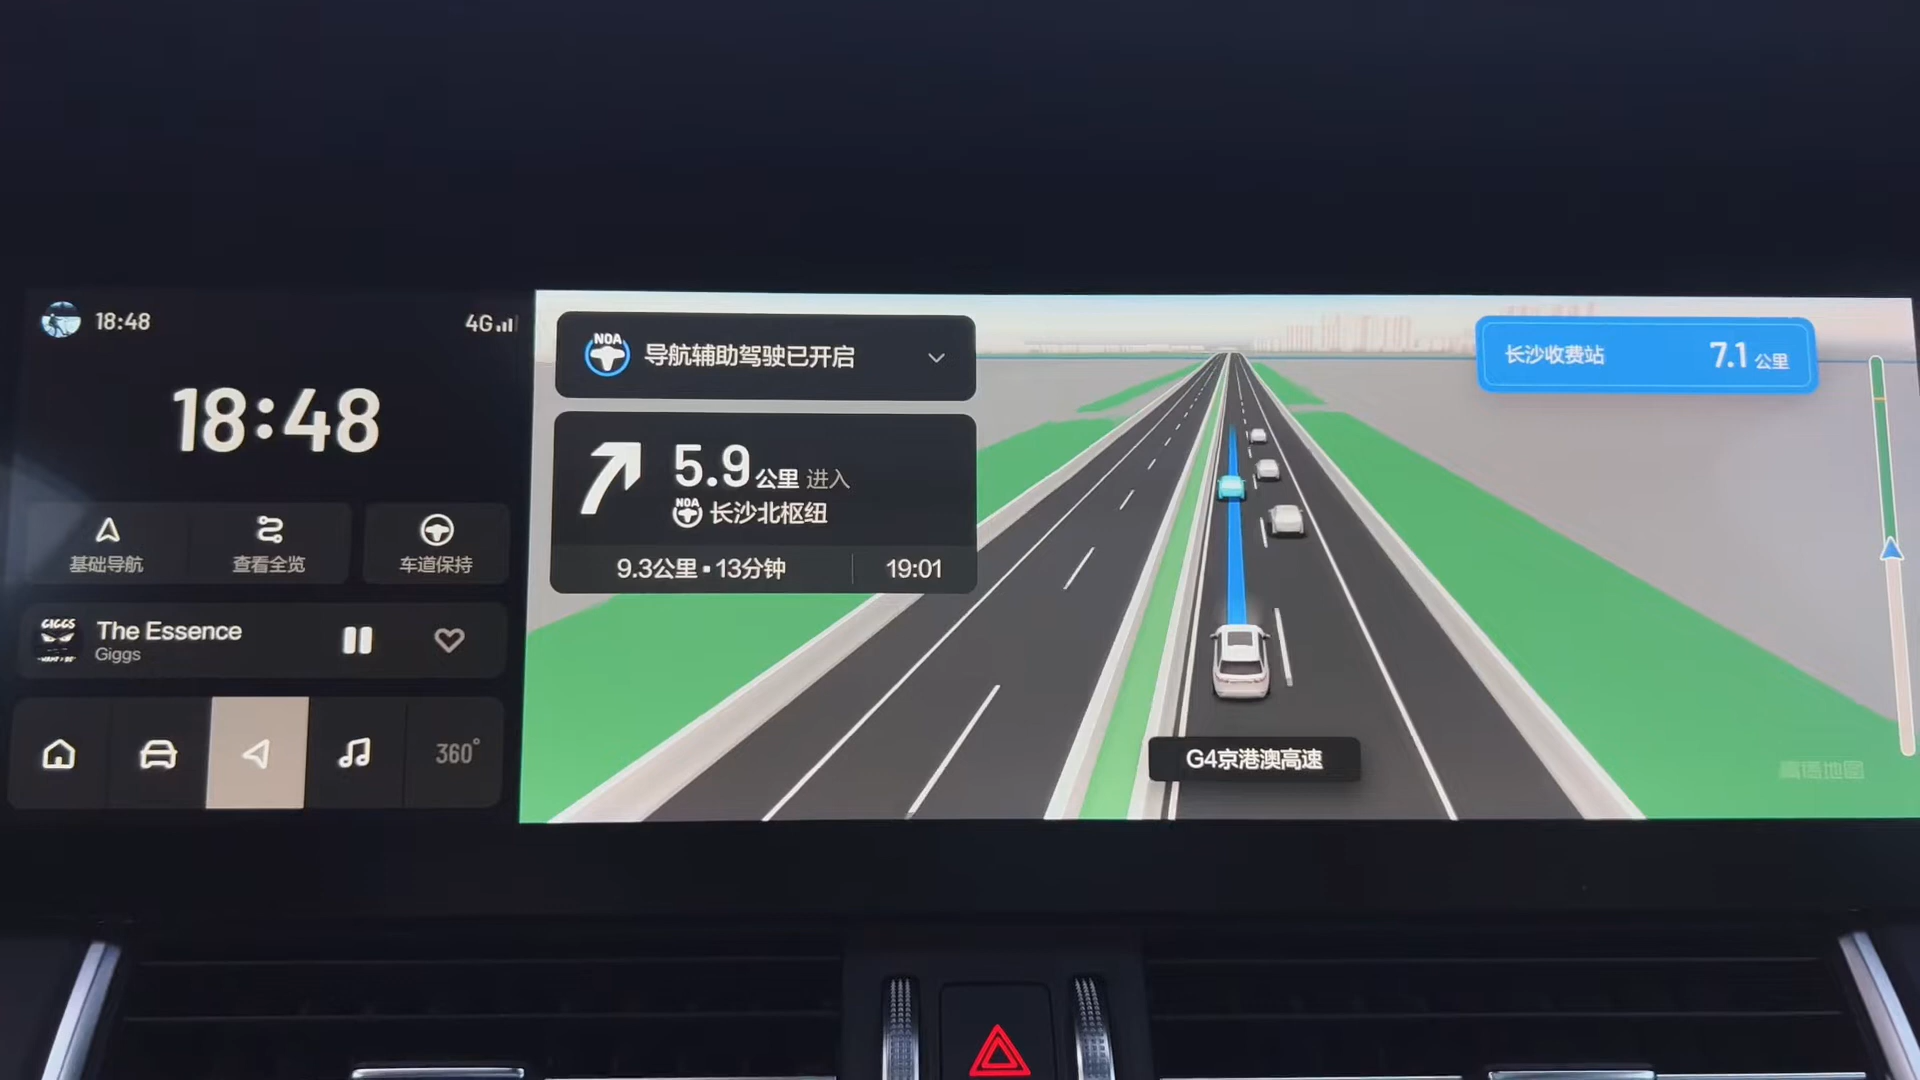 18:48
4G
18:48
基础导航
查看全览
车道保持
GIGGS
The Essence
Giggs
360°
NOA
导航辅助驾驶已开启
5.9公里 进入
NOA
长沙北枢纽
9.3公里·13分钟
19:01
长沙收费站
7.1公里
G4京港澳高速
高德地图